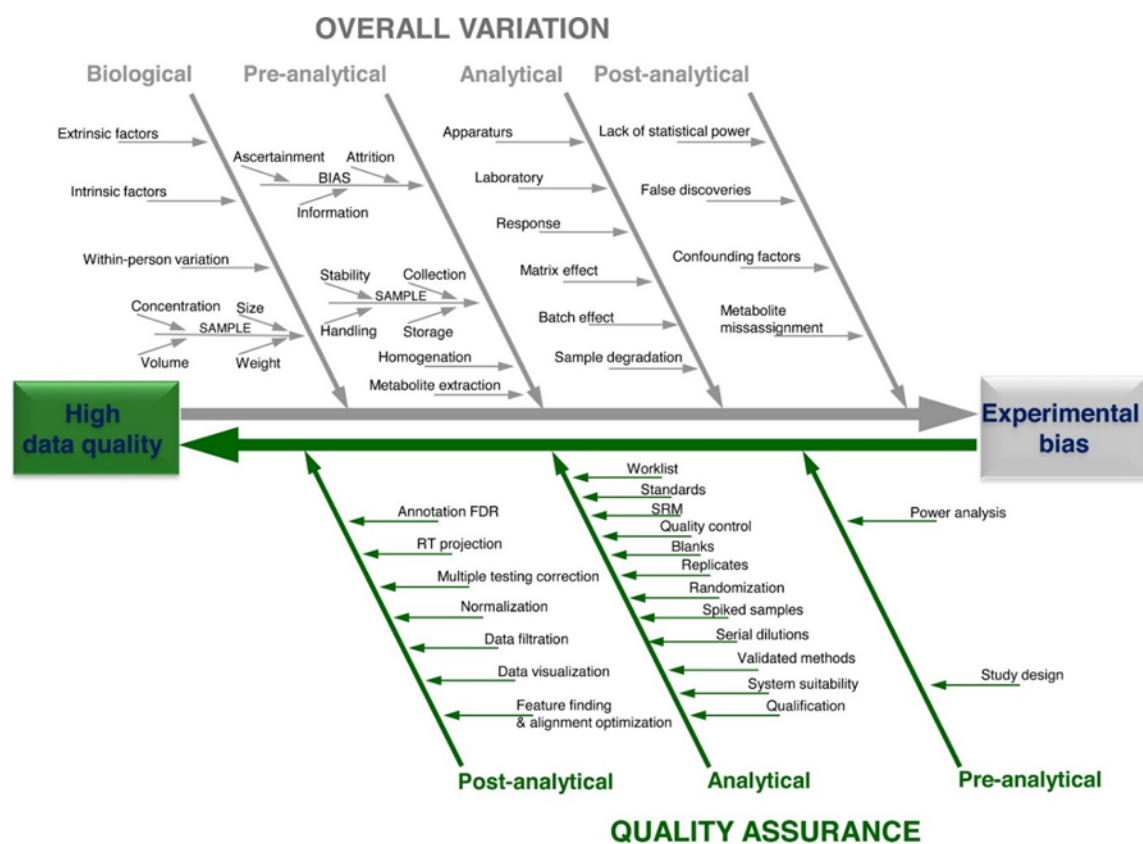 OVERALL VARIATION
Biological
Pre-analytical
Analytical
Post-analytical
Extrinsic factors
Intrinsic factors
Within-person variation
Concentration
Size
SAMPLE
Volume
Weight
Ascertainment
Attrition
BIAS
Information
Stability
Collection
SAMPLE
Handling
Storage
Homogenation
Metabolite extraction
Apparaturs
Laboratory
Response
Matrix effect
Batch effect
Sample degradation
Lack of statistical power
False discoveries
Confounding factors
Metabolite
missassignment
High
data quality
Experimental
bias
Annotation FDR
RT projection
Multiple testing correction
Normalization
Data filtration
Data visualization
Feature finding
& alignment optimization
Post-analytical
Worklist
Standards
SRM
Quality control
Blanks
Replicates
Randomization
Spiked samples
Serial dilutions
Validated methods
System suitability
Qualification
Analytical
Power analysis
Study design
Pre-analytical
QUALITY ASSURANCE